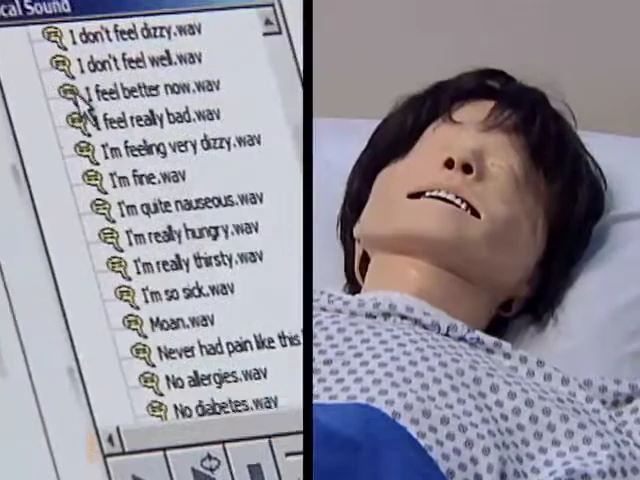 cal Sound
I don't feel dizzy.wav
I don't feel well.wav
I feel better now.wav
I feel really bad.wav
I'm feeling very dizzy.wav
I'm fine.wav
I'm quite nauseous.wav
I'm really hungry.wav
I'm really thirsty.wav
I'm so sick.wav
Moan.wav
Never had pain like this
No allergies.wav
No diabetes.wav